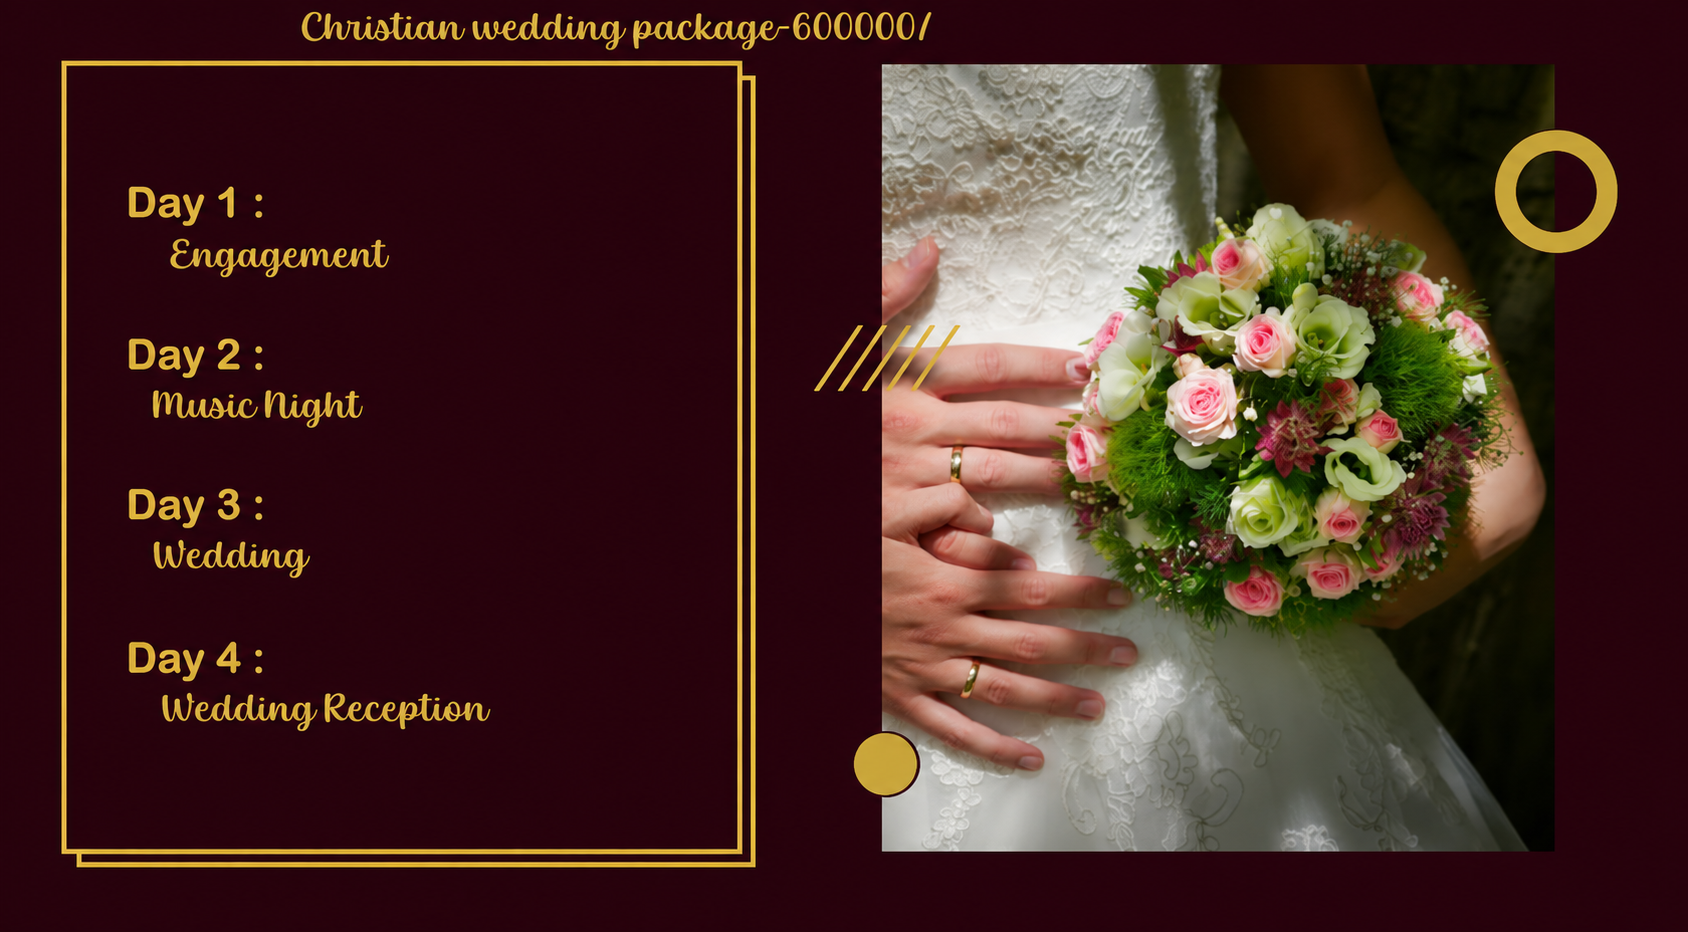 Christian wedding package-600000/
Day 1 :
Engagement
Day 2 :
Music Night
Day 3 :
Wedding
Day 4 :
Wedding Reception